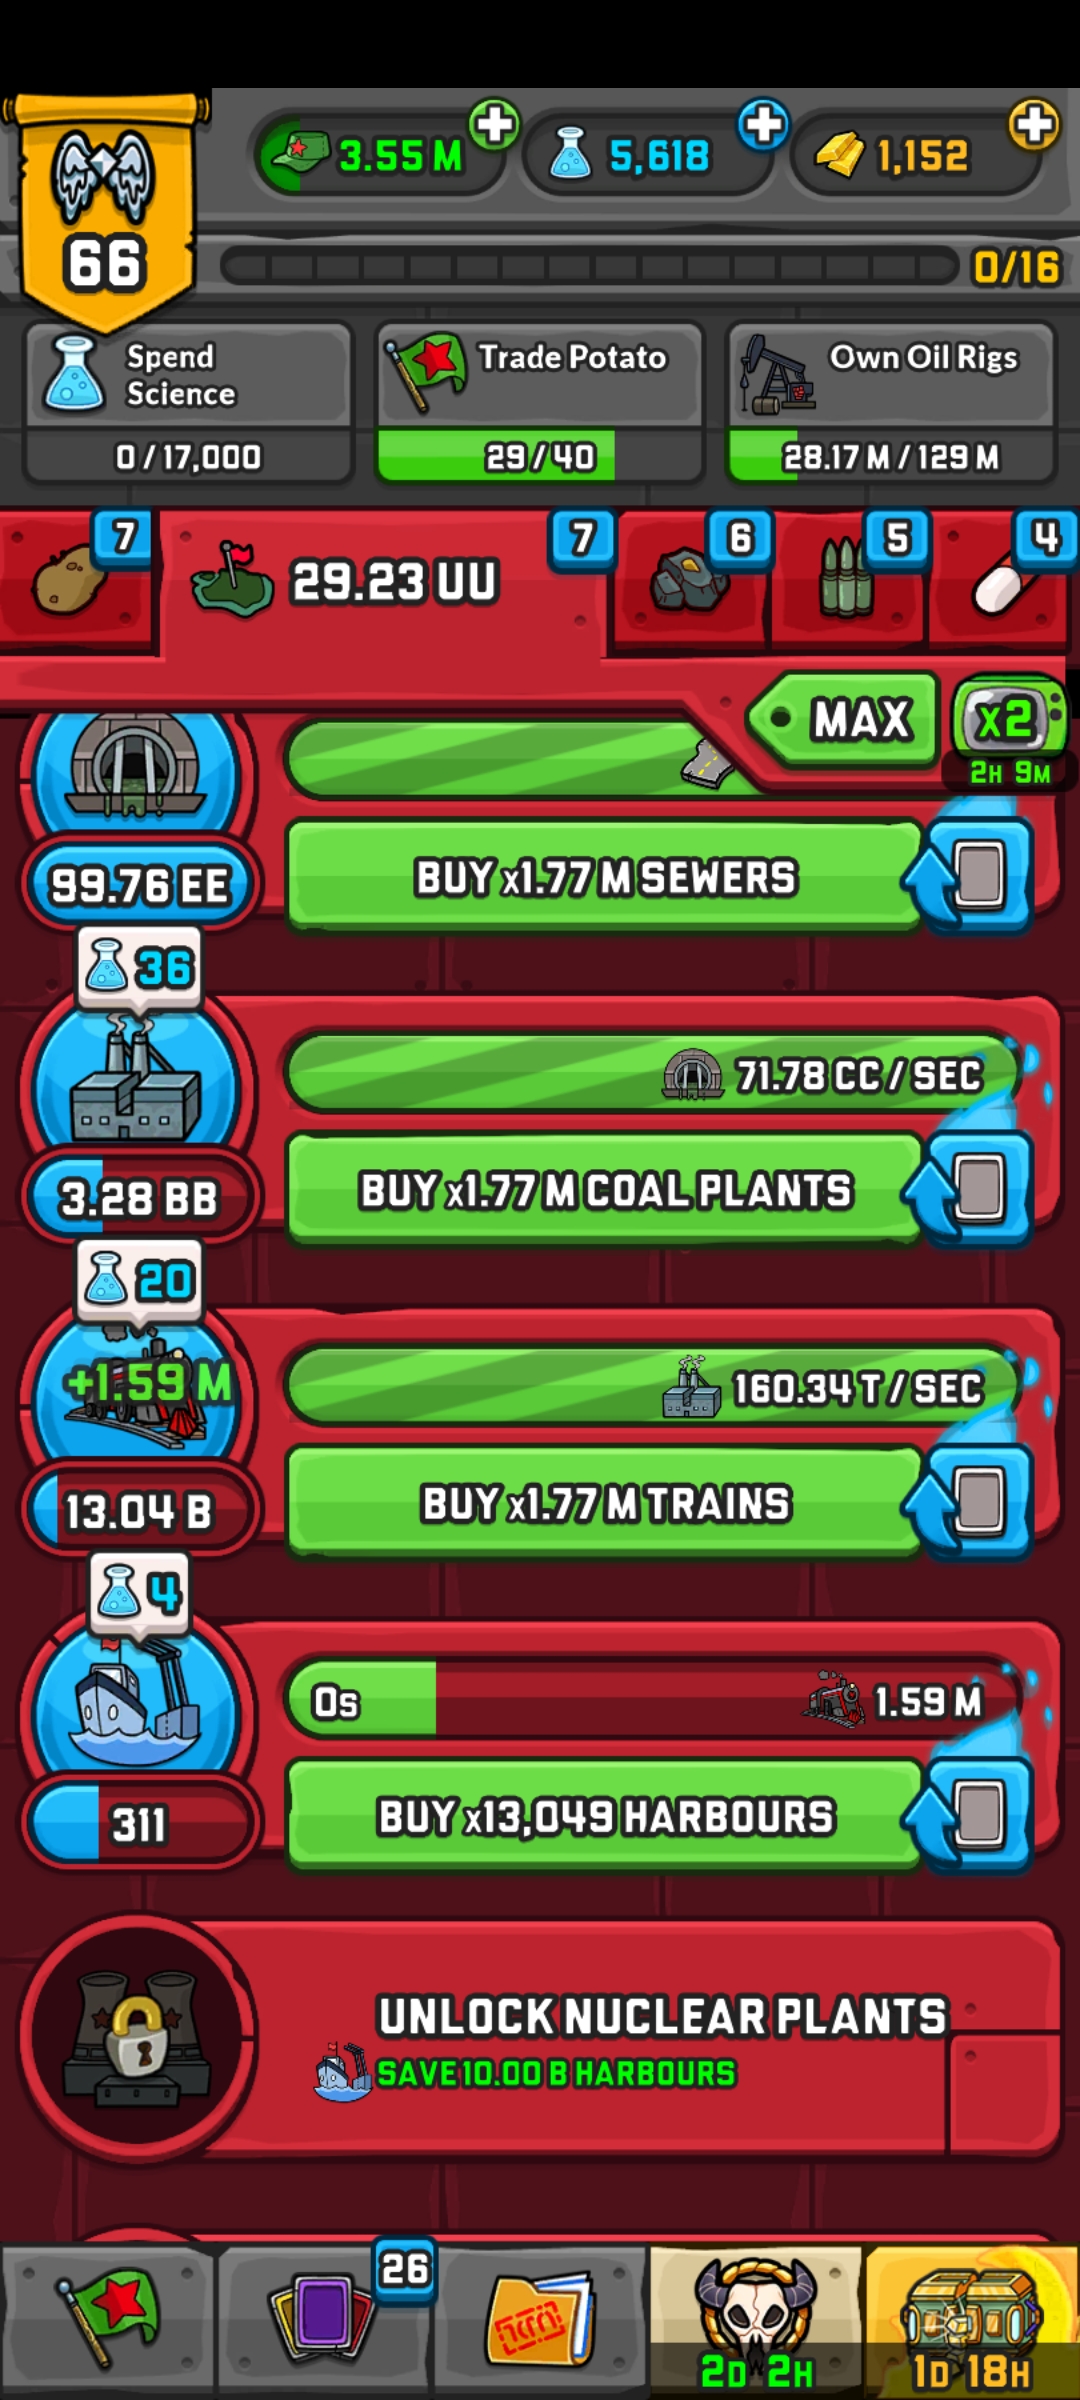 3.55 M
5,618
1,152
66
0/16
Spend
Science
0 / 17,000
Trade Potato
29 / 40
Own Oil Rigs
28.17 M / 129 M
7
29.23 UU
7
6
5
4
MAX
x2
2H 9M
99.76 EE
BUY x1.77 M SEWERS
36
71.78 CC / SEC
3.28 BB
BUY x1.77 M COAL PLANTS
20
+1.59 M
160.34 T / SEC
13.04 B
BUY x1.77 M TRAINS
4
0s
1.59 M
311
BUY x13,049 HARBOURS
UNLOCK NUCLEAR PLANTS
SAVE 10.00 B HARBOURS
26
2D 2H
1D 18H